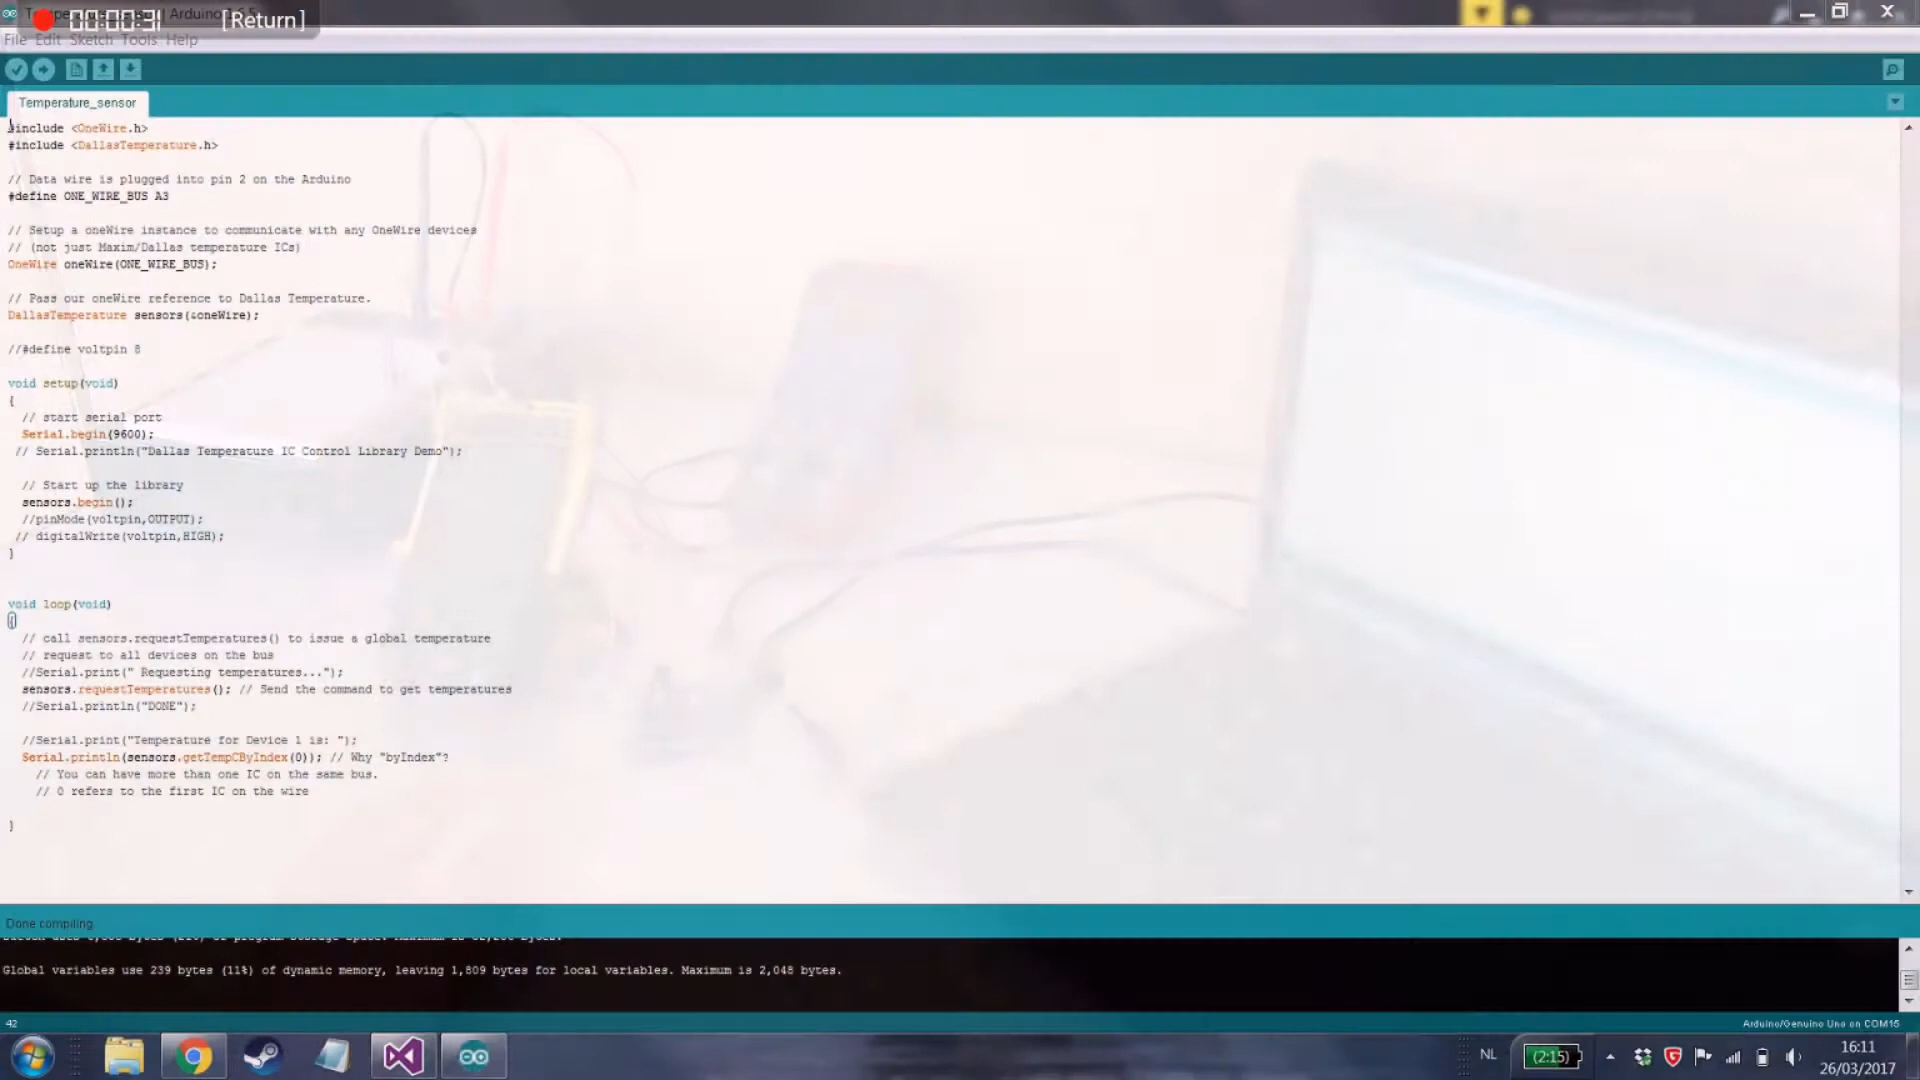 00:00:31 [Return]
File Edit Sketch Tools Help
Temperature_sensor
#include <OneWire.h>
#include <DallasTemperature.h>
// Data wire is plugged into pin 2 on the Arduino
#define ONE_WIRE_BUS A3
// Setup a oneWire instance to communicate with any OneWire devices
// (not just Maxim/Dallas temperature ICs)
OneWire oneWire(ONE_WIRE_BUS);
// Pass our oneWire reference to Dallas Temperature.
DallasTemperature sensors(&oneWire);
//#define voltpin 8
void setup(void)
{
// start serial port
Serial.begin(9600);
// Serial.println("Dallas Temperature IC Control Library Demo");
// Start up the library
sensors.begin();
//pinMode(voltpin,OUTPUT);
// digitalWrite(voltpin,HIGH);
}
void loop(void)
{
// call sensors.requestTemperatures() to issue a global temperature
// request to all devices on the bus
//Serial.print(" Requesting temperatures...");
sensors.requestTemperatures(); // Send the command to get temperatures
//Serial.println("DONE");
//Serial.print("Temperature for Device 1 is: ");
Serial.println(sensors.getTempCByIndex(0)); // Why "byIndex"?
// You can have more than one IC on the same bus.
// 0 refers to the first IC on the wire
}
Done compiling.
Global variables use 239 bytes (11%) of dynamic memory, leaving 1,809 bytes for local variables. Maximum is 2,048 bytes.
42
Arduino/Genuino Uno on COM15
NL
(2:15)
16:11
26/03/2017